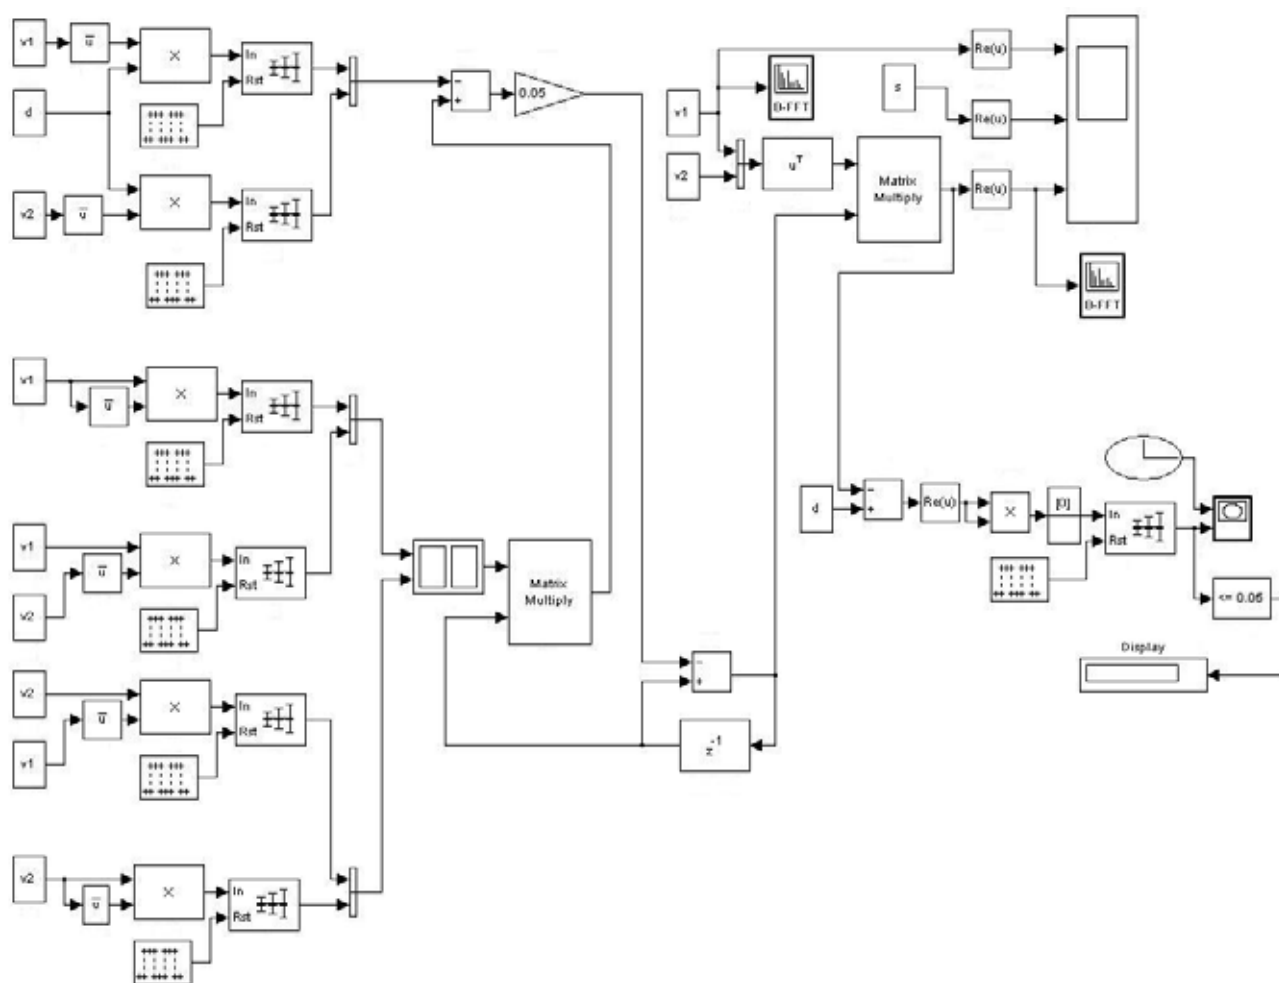 v1
ū
×
In
Rst
d
v2
ū
×
In
Rst
−
+
0.05
v1
B-FFT
v2
uᵀ
Matrix
Multiply
s
Re(u)
Re(u)
Re(u)
B-FFT
v1
ū
×
In
Rst
v1
v2
ū
×
In
Rst
Matrix
Multiply
v2
v1
ū
×
In
Rst
−
+
z⁻¹
v2
ū
×
In
Rst
d
−
+
Re(u)
×
[0]
In
Rst
<= 0.05
Display